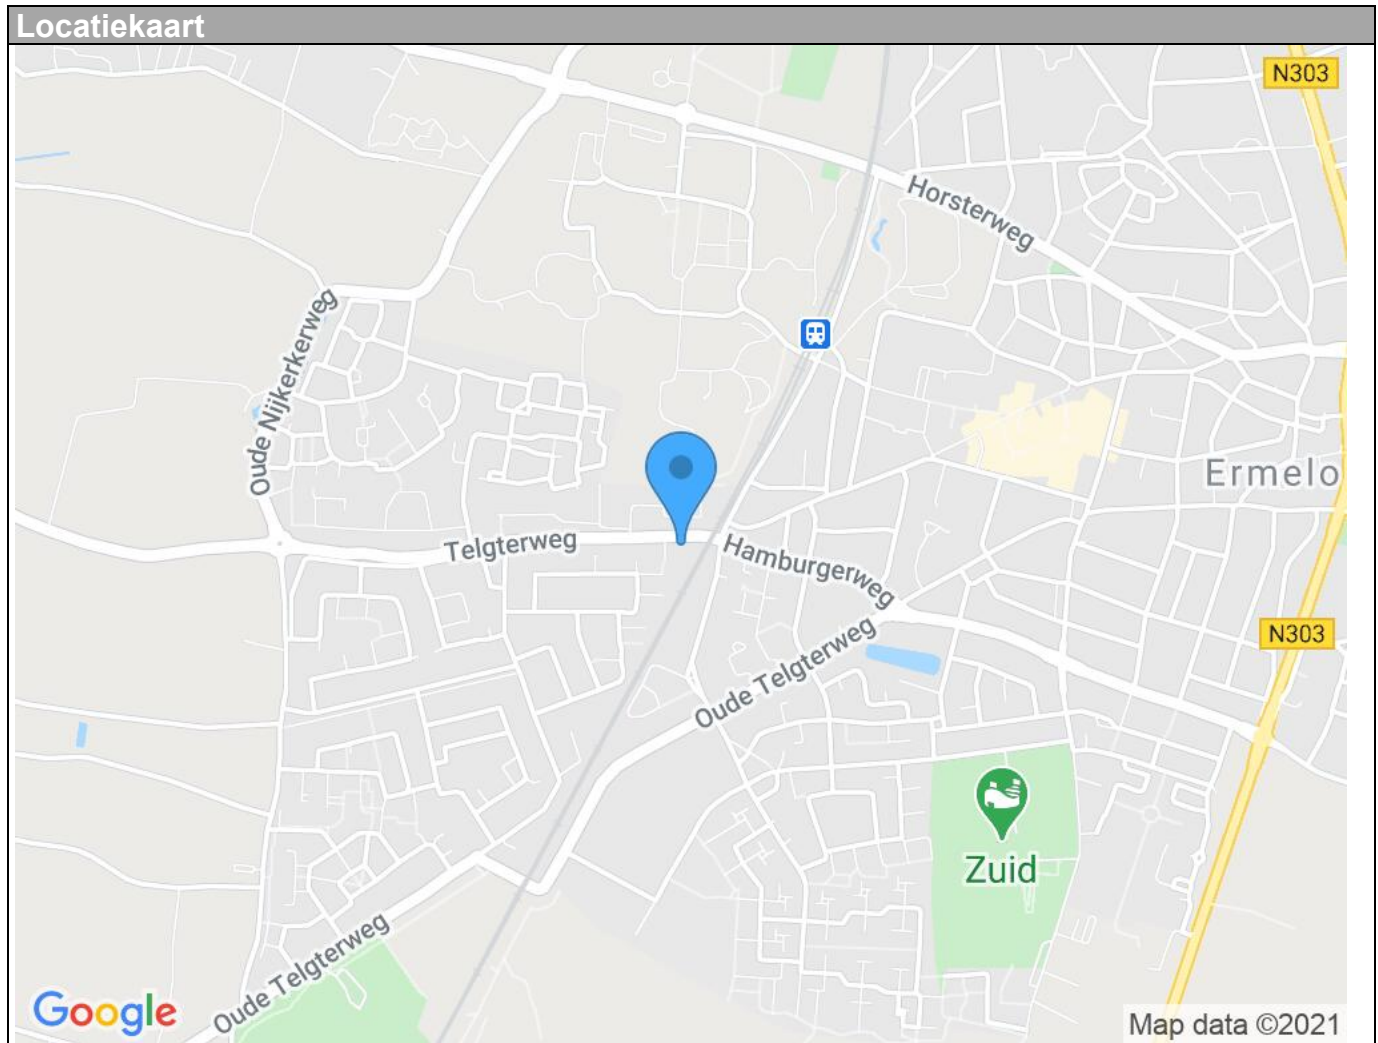 Locatiekaart
N303
Horsterweg
Oude Nijkerkerweg
Ermelo
Telgterweg
Hamburgerweg
N303
Oude Telgterweg
Zuid
Oude Telgterweg
Google
Map data ©2021